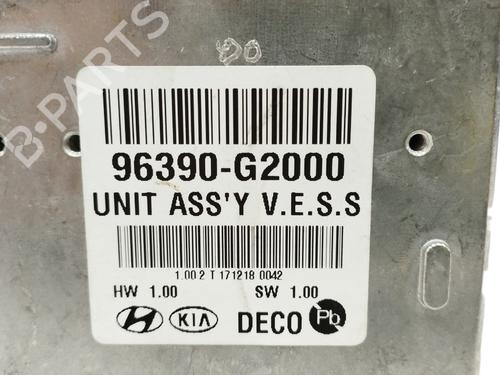 B-PARTS
96390-G2000
UNIT ASS'Y V.E.S.S
1 00 2 T 171218 0042
HW 1.00 SW 1.00
KIA DECO Pb